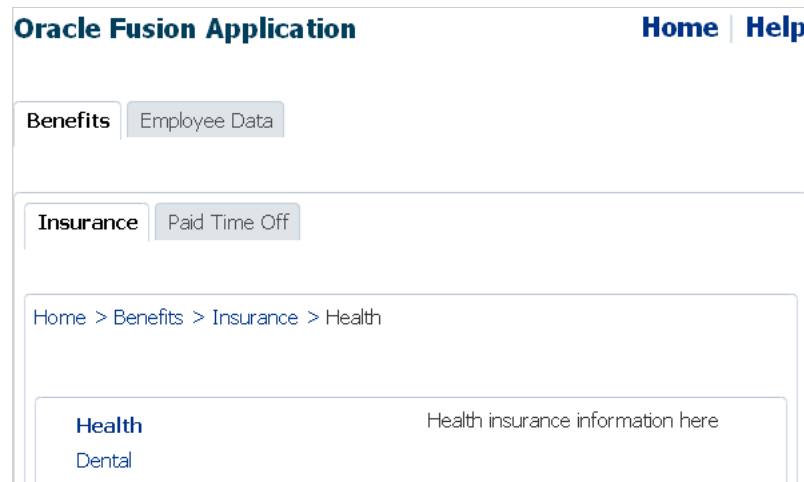 Oracle Fusion Application Home | Help
Benefits Employee Data
Insurance Paid Time Off
Home > Benefits > Insurance > Health
Health Health insurance information here
Dental